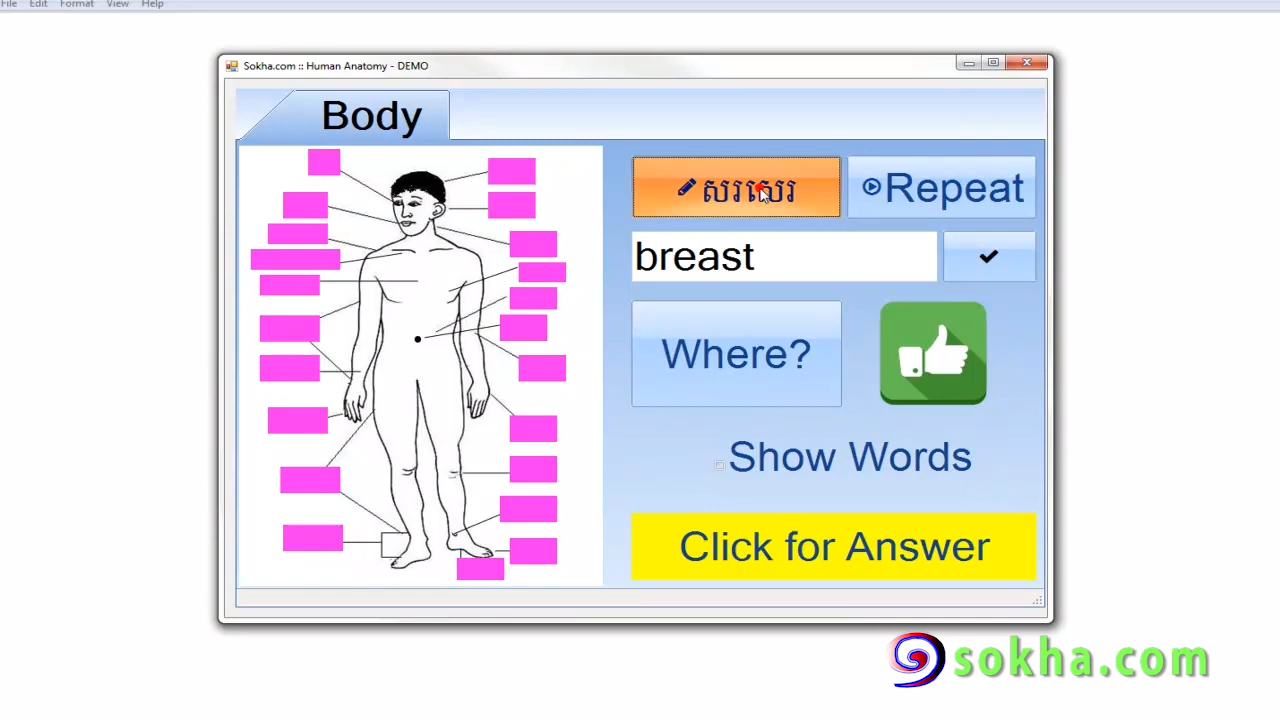 File Edit Format View Help
Sokha.com :: Human Anatomy - DEMO
Body
សរសេរ
Repeat
breast
Where?
Show Words
Click for Answer
sokha.com